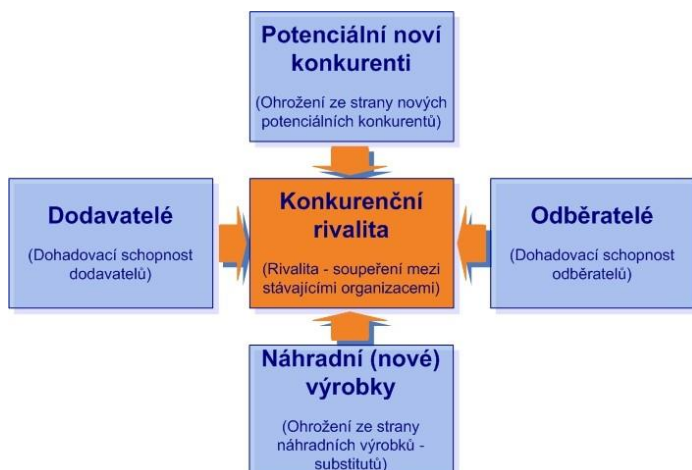 Potenciální noví
konkurenti
(Ohrožení ze strany nových
potenciálních konkurentů)
Dodavatelé
(Dohadovací schopnost
dodavatelů)
Konkurenční
rivalita
(Rivalita - soupeření mezi
stávajícími organizacemi)
Odběratelé
(Dohadovací schopnost
odběratelů)
Náhradní (nové)
výrobky
(Ohrožení ze strany
náhradních výrobků -
substitutů)